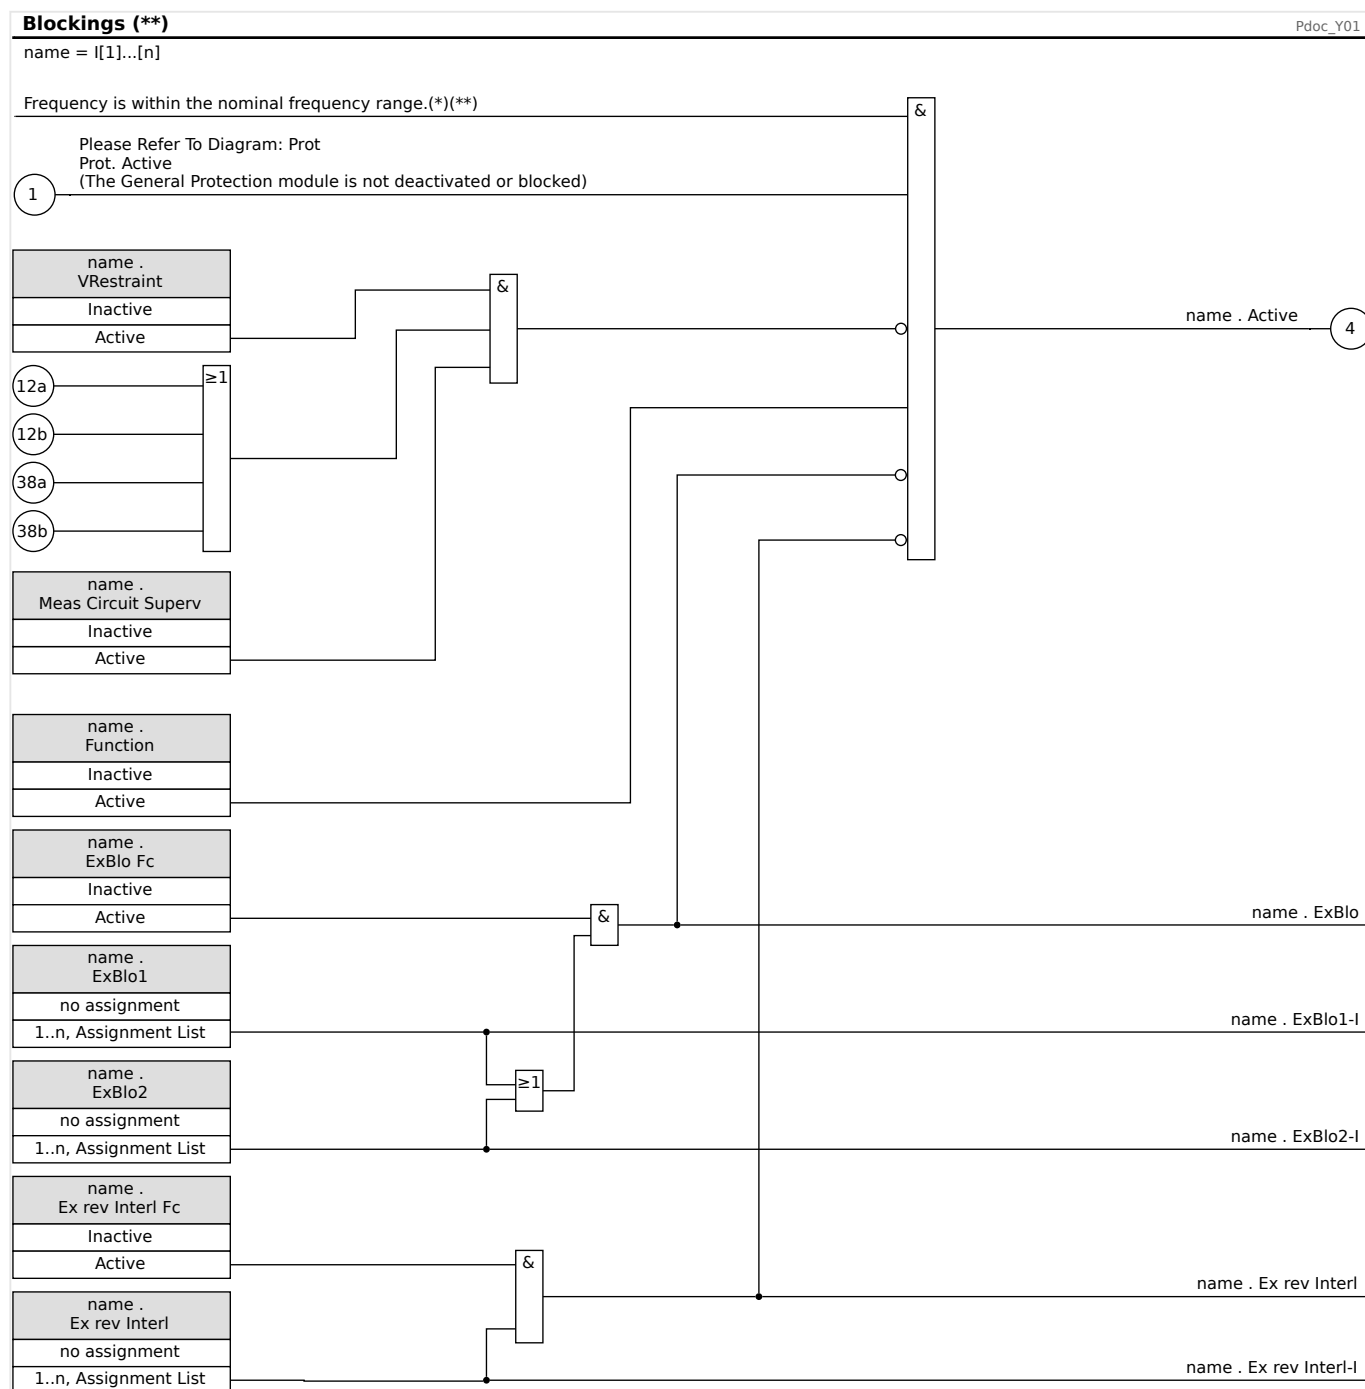 Blockings (**)
Pdoc_Y01
name = I[1]...[n]
Frequency is within the nominal frequency range.(*)(**)
&
Please Refer To Diagram: Prot
Prot. Active
(The General Protection module is not deactivated or blocked)
1
name .
VRestraint
Inactive
Active
&
name . Active
4
12a
≥1
12b
38a
38b
name .
Meas Circuit Superv
Inactive
Active
name .
Function
Inactive
Active
name .
ExBlo Fc
Inactive
Active
&
name . ExBlo
name .
ExBlo1
no assignment
1..n, Assignment List
name . ExBlo1-I
≥1
name .
ExBlo2
no assignment
1..n, Assignment List
name . ExBlo2-I
name .
Ex rev Interl Fc
Inactive
Active
&
name . Ex rev Interl
name .
Ex rev Interl
no assignment
1..n, Assignment List
name . Ex rev Interl-I